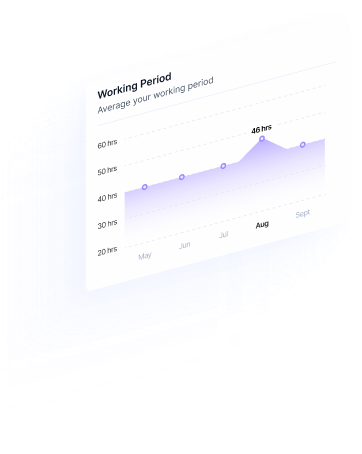 Working Period
Average your working period
60 hrs
50 hrs
40 hrs
30 hrs
20 hrs
46 hrs
May
Jun
Jul
Aug
Sept